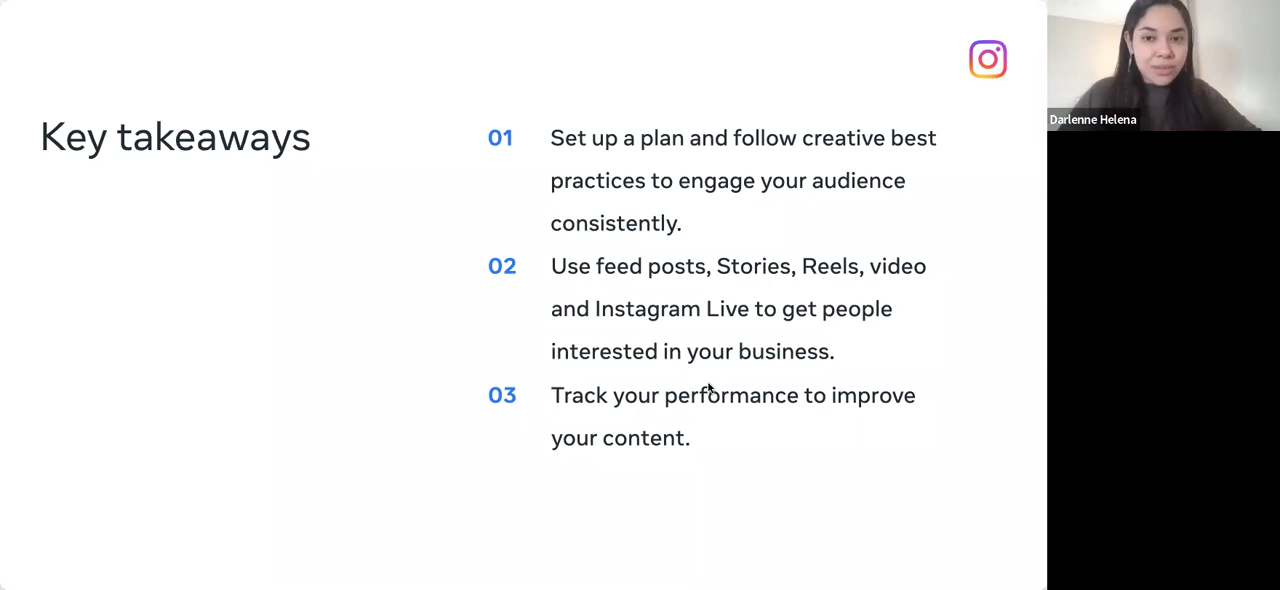 Key takeaways
01 Set up a plan and follow creative best
practices to engage your audience
consistently.
02 Use feed posts, Stories, Reels, video
and Instagram Live to get people
interested in your business.
03 Track your performance to improve
your content.
Darlenne Helena